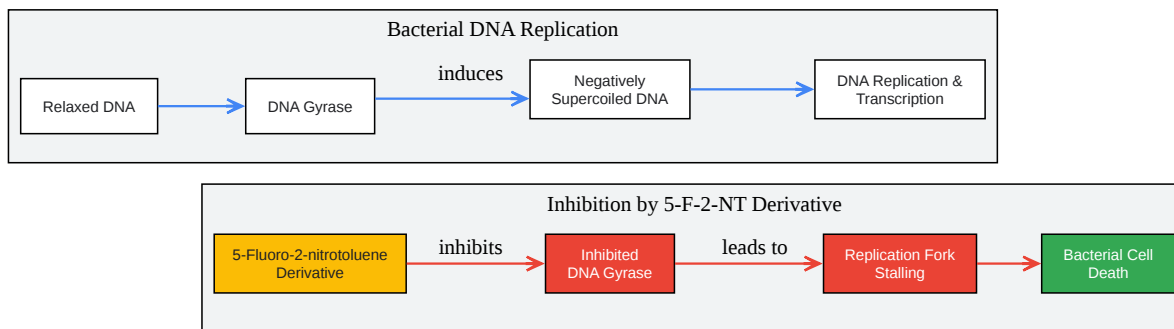 Bacterial DNA Replication
Relaxed DNA
DNA Gyrase
induces
Negatively
Supercoiled DNA
DNA Replication &
Transcription
Inhibition by 5-F-2-NT Derivative
5-Fluoro-2-nitrotoluene
Derivative
inhibits
Inhibited
DNA Gyrase
leads to
Replication Fork
Stalling
Bacterial Cell
Death